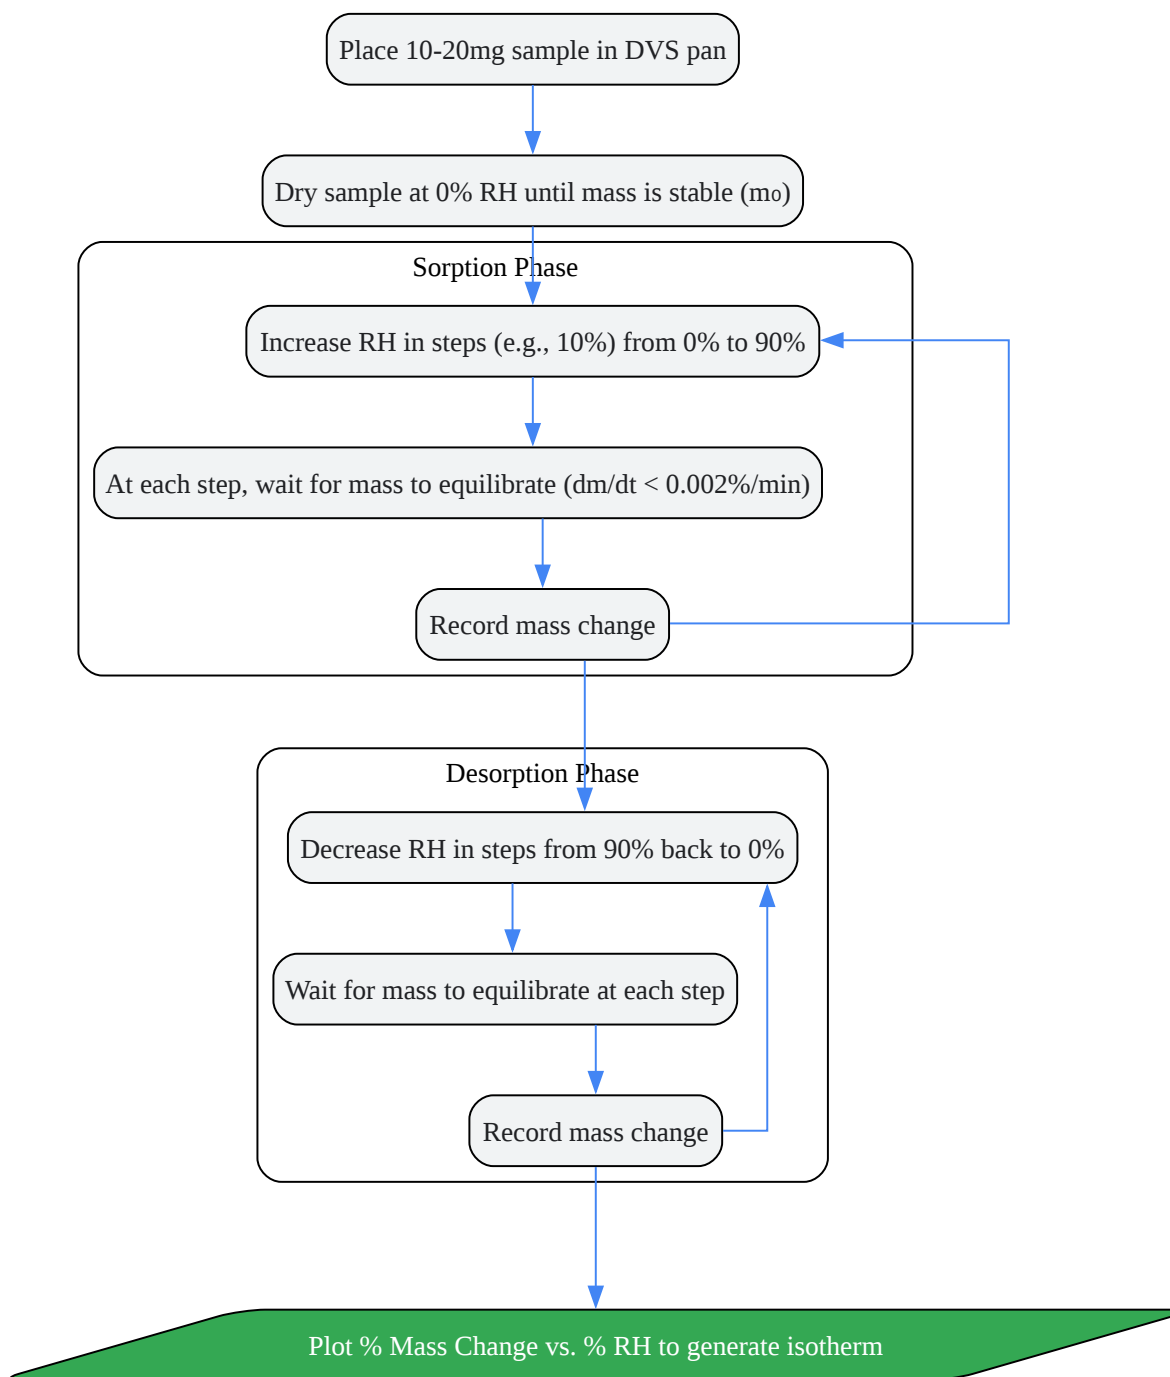 Place 10-20mg sample in DVS pan
Dry sample at 0% RH until mass is stable (m₀)
Sorption Phase
Increase RH in steps (e.g., 10%) from 0% to 90%
At each step, wait for mass to equilibrate (dm/dt < 0.002%/min)
Record mass change
Desorption Phase
Decrease RH in steps from 90% back to 0%
Wait for mass to equilibrate at each step
Record mass change
Plot % Mass Change vs. % RH to generate isotherm